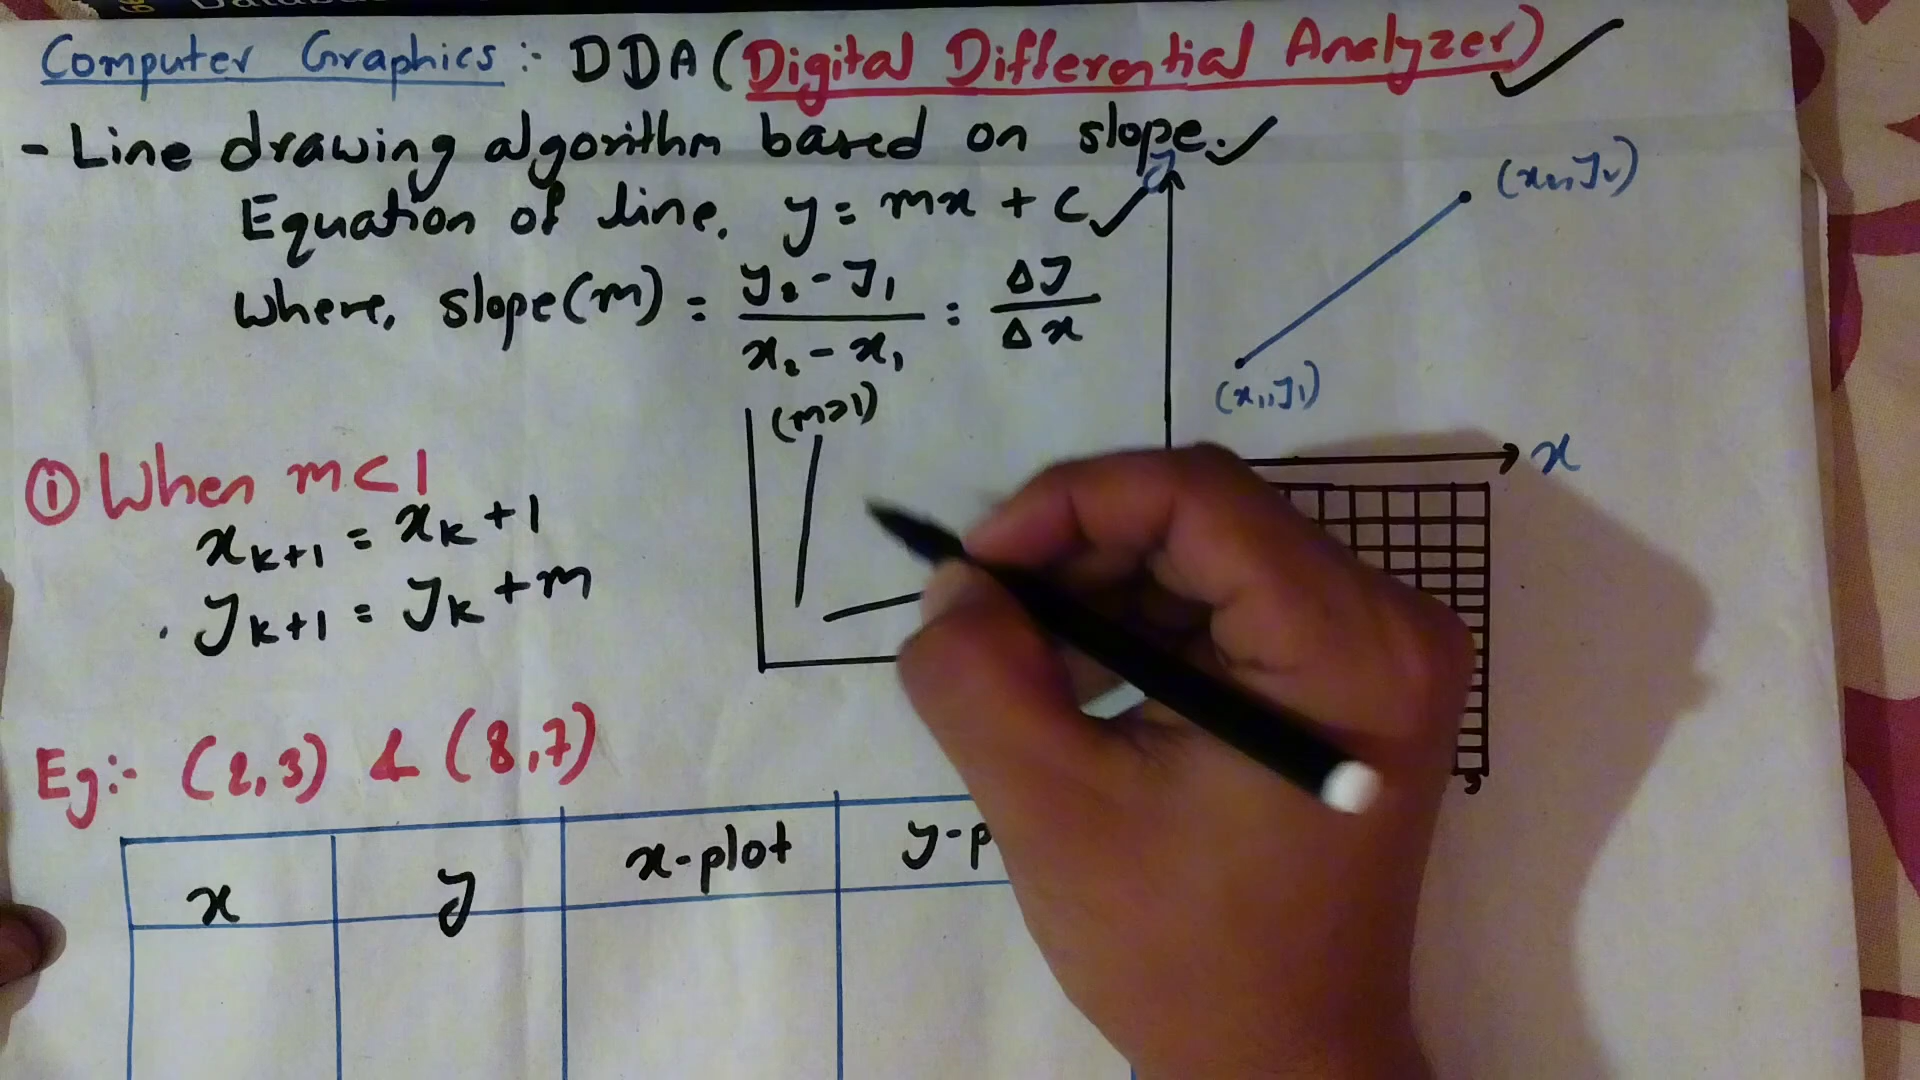 Computer Graphics :- DDA (Digital Differential Analyzer)
- Line drawing algorithm based on slope.
Equation of line, y = mx + c
where, slope(m) = y₂ - y₁ / x₂ - x₁ = Δy / Δx
(x₂, y₂)
(x₁, y₁)
x
(m>1)
① When m<1
xₖ₊₁ = xₖ + 1
yₖ₊₁ = yₖ + m
Eg:- (2,3) & (8,7)
x y x-plot y-p